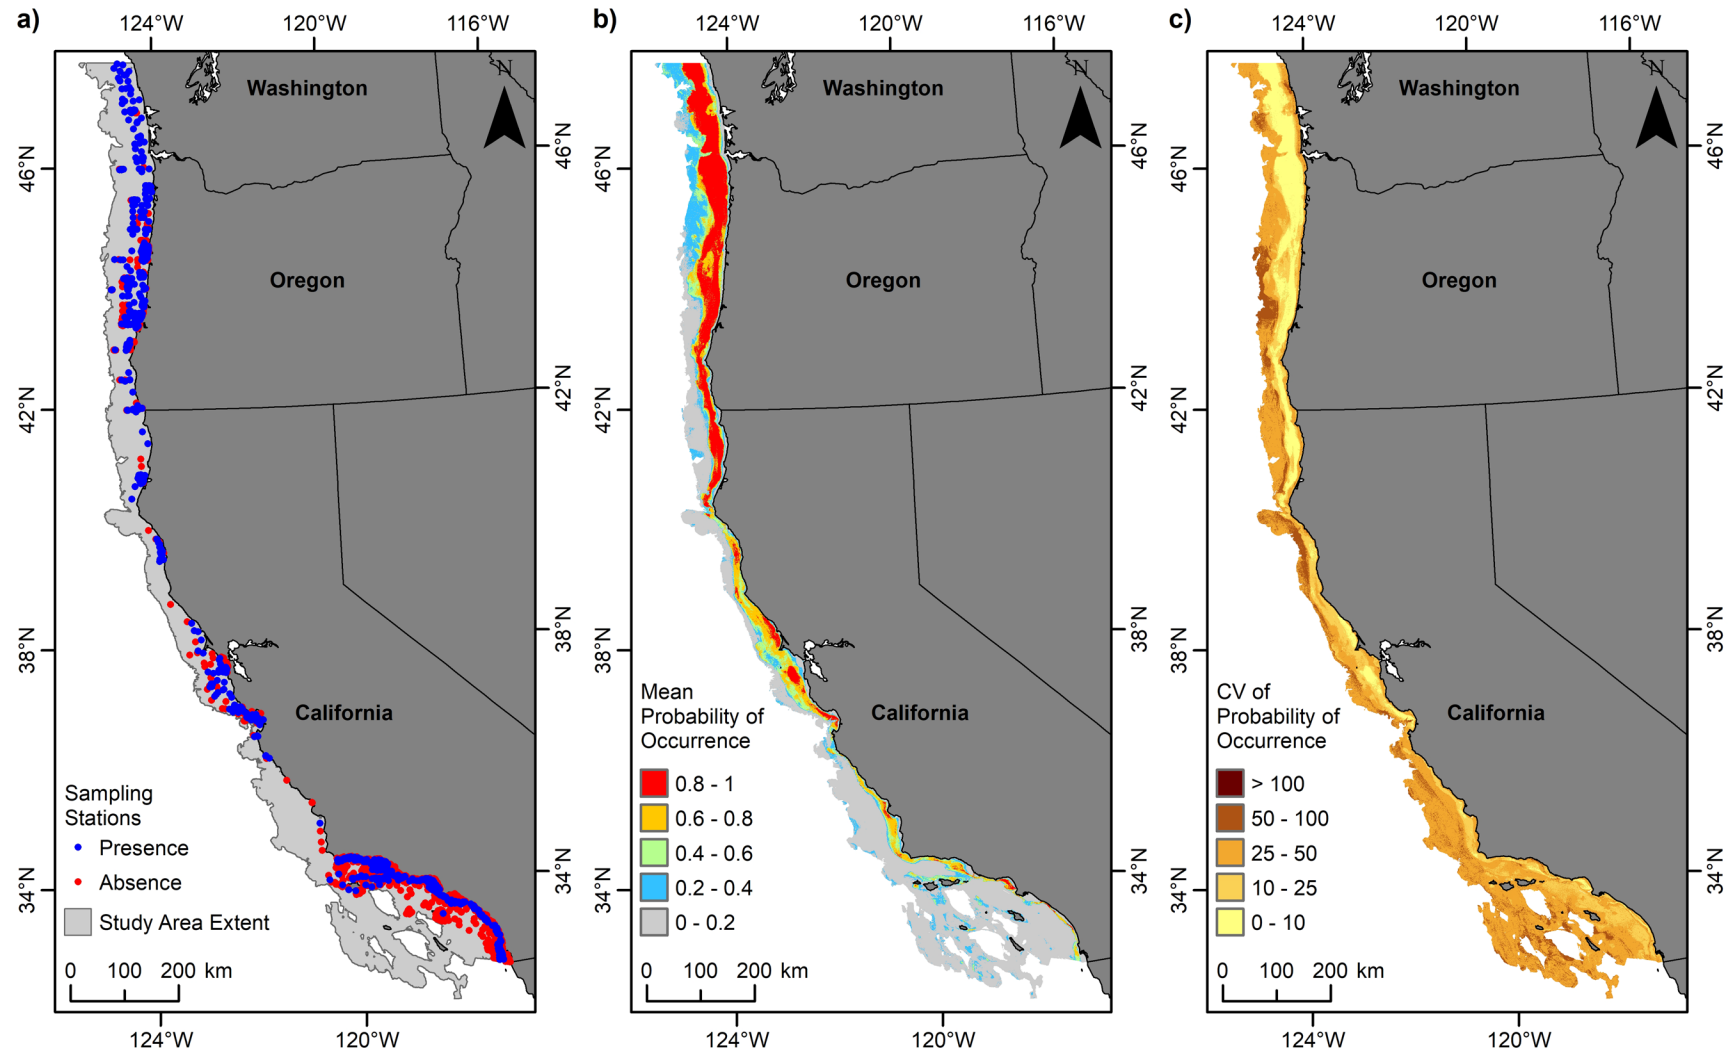 a)
124°W
120°W
116°W
N
Washington
46°N
46°N
Oregon
42°N
42°N
38°N
38°N
California
Sampling
Stations
Presence
Absence
Study Area Extent
34°N
34°N
0 100 200 km
124°W
120°W
b)
124°W
120°W
116°W
N
Washington
46°N
46°N
Oregon
42°N
42°N
38°N
38°N
Mean
Probability of
Occurrence
California
0.8 - 1
0.6 - 0.8
0.4 - 0.6
0.2 - 0.4
0 - 0.2
34°N
34°N
0 100 200 km
124°W
120°W
c)
124°W
120°W
116°W
N
Washington
46°N
46°N
Oregon
42°N
42°N
38°N
38°N
CV of
Probability of
Occurrence
California
> 100
50 - 100
25 - 50
10 - 25
0 - 10
34°N
34°N
0 100 200 km
124°W
120°W